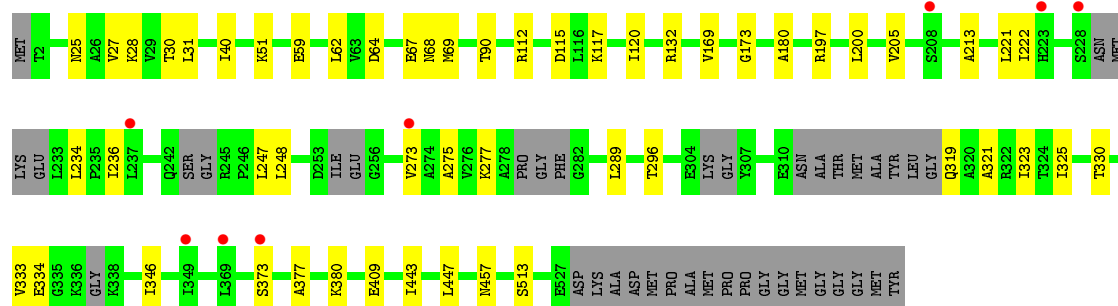 MET T2 N25 A26 V27 K28 V29 T30 L31 I40 K51 E59 L62 V63 D64 E67 N68 M69 T90 R112 D115 L116 K117 I120 R132 V169 G173 A180 R197 L200 V205 S208 A213 L221 I222 H223 S228 ASN MET
LYS GLU L233 L234 P235 I236 L237 Q242 SER GLY R245 P246 L247 L248 D253 ILE GLU G256 V273 A274 A275 V276 K277 A278 PRO GLY PHE G282 L289 T296 E304 LYS GLY Y307 E310 ASN ALA THR MET ALA TYR LEU GLY Q319 A320 A321 R322 I323 T324 I325 T330
V333 E334 G335 K336 GLY K338 I346 I349 L369 S373 A377 K380 E409 I443 L447 N457 S513 E527 ASP LYS ALA ASP MET PRO ALA MET PRO PRO GLY GLY MET GLY GLY GLY MET TYR